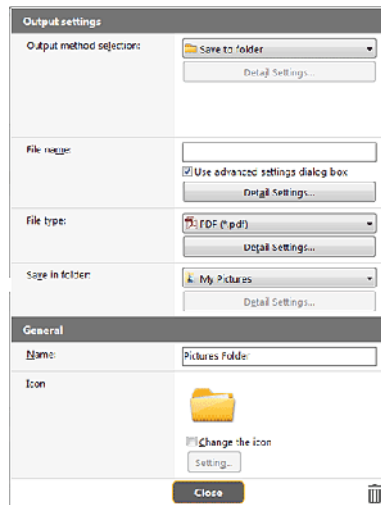 Output settings
Output method selection:
Save to folder
Detail Settings...
File name:
Use advanced settings dialog box
Detail Settings...
File type:
PDF (*.pdf)
Detail Settings...
Save in folder:
My Pictures
Detail Settings...
General
Name:
Pictures Folder
Icon
Change the icon
Setting...
Close